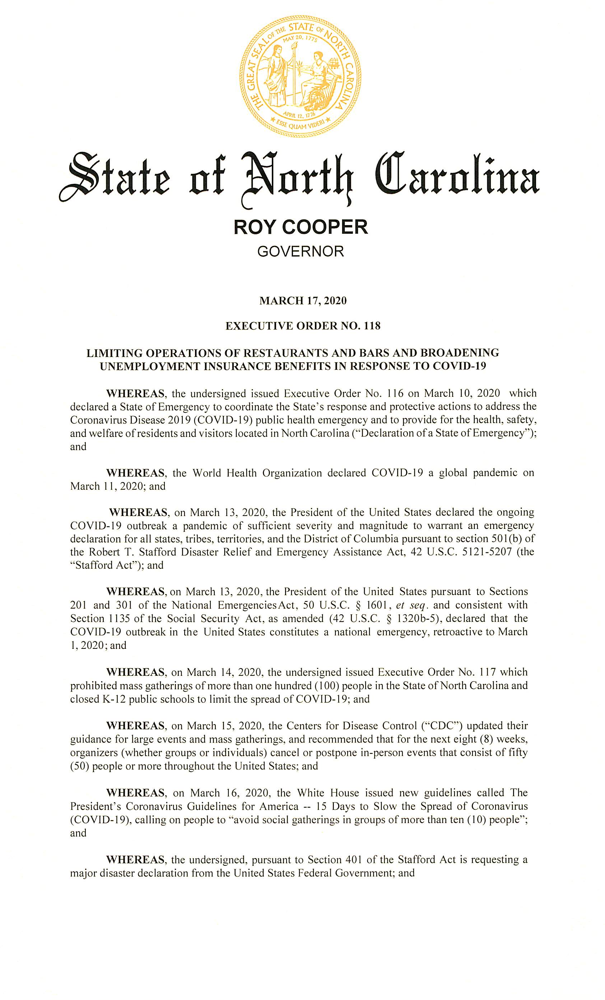 THE GREAT SEAL OF THE STATE OF NORTH CAROLINA
MAY 20, 1775
APRIL 12, 1776
★ ESSE QUAM VIDERI ★
State of North Carolina
ROY COOPER
GOVERNOR
MARCH 17, 2020
EXECUTIVE ORDER NO. 118
LIMITING OPERATIONS OF RESTAURANTS AND BARS AND BROADENING
UNEMPLOYMENT INSURANCE BENEFITS IN RESPONSE TO COVID-19
WHEREAS, the undersigned issued Executive Order No. 116 on March 10, 2020 which
declared a State of Emergency to coordinate the State’s response and protective actions to address the
Coronavirus Disease 2019 (COVID-19) public health emergency and to provide for the health, safety,
and welfare of residents and visitors located in North Carolina (“Declaration of a State of Emergency”);
and
WHEREAS, the World Health Organization declared COVID-19 a global pandemic on
March 11, 2020; and
WHEREAS, on March 13, 2020, the President of the United States declared the ongoing
COVID-19 outbreak a pandemic of sufficient severity and magnitude to warrant an emergency
declaration for all states, tribes, territories, and the District of Columbia pursuant to section 501(b) of
the Robert T. Stafford Disaster Relief and Emergency Assistance Act, 42 U.S.C. 5121-5207 (the
“Stafford Act”); and
WHEREAS, on March 13, 2020, the President of the United States pursuant to Sections
201 and 301 of the National Emergencies Act, 50 U.S.C. § 1601, et seq. and consistent with
Section 1135 of the Social Security Act, as amended (42 U.S.C. § 1320b-5), declared that the
COVID-19 outbreak in the United States constitutes a national emergency, retroactive to March
1, 2020; and
WHEREAS, on March 14, 2020, the undersigned issued Executive Order No. 117 which
prohibited mass gatherings of more than one hundred (100) people in the State of North Carolina and
closed K-12 public schools to limit the spread of COVID-19; and
WHEREAS, on March 15, 2020, the Centers for Disease Control (“CDC”) updated their
guidance for large events and mass gatherings, and recommended that for the next eight (8) weeks,
organizers (whether groups or individuals) cancel or postpone in-person events that consist of fifty
(50) people or more throughout the United States; and
WHEREAS, on March 16, 2020, the White House issued new guidelines called The
President’s Coronavirus Guidelines for America -- 15 Days to Slow the Spread of Coronavirus
(COVID-19), calling on people to “avoid social gatherings in groups of more than ten (10) people”;
and
WHEREAS, the undersigned, pursuant to Section 401 of the Stafford Act is requesting a
major disaster declaration from the United States Federal Government; and